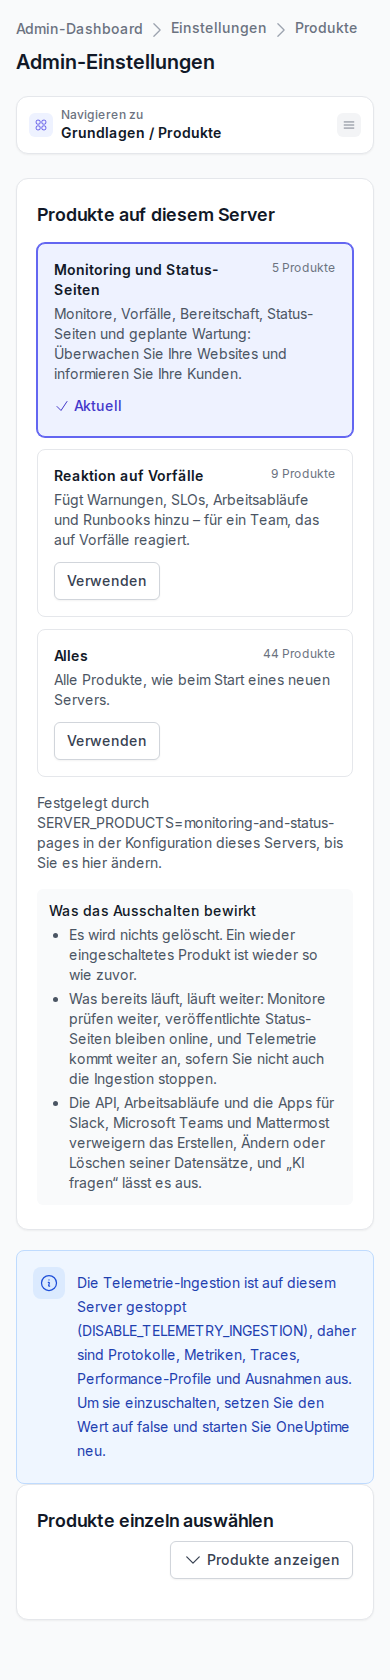 Admin-Dashboard > Einstellungen > Produkte
Admin-Einstellungen
Navigieren zu
Grundlagen / Produkte
Produkte auf diesem Server
Monitoring und Status-
Seiten
5 Produkte
Monitore, Vorfälle, Bereitschaft, Status-
Seiten und geplante Wartung:
Überwachen Sie Ihre Websites und
informieren Sie Ihre Kunden.
✓ Aktuell
Reaktion auf Vorfälle
9 Produkte
Fügt Warnungen, SLOs, Arbeitsabläufe
und Runbooks hinzu – für ein Team, das
auf Vorfälle reagiert.
Verwenden
Alles
44 Produkte
Alle Produkte, wie beim Start eines neuen
Servers.
Verwenden
Festgelegt durch
SERVER_PRODUCTS=monitoring-and-status-
pages in der Konfiguration dieses Servers, bis
Sie es hier ändern.
Was das Ausschalten bewirkt
• Es wird nichts gelöscht. Ein wieder
eingeschaltetes Produkt ist wieder so
wie zuvor.
• Was bereits läuft, läuft weiter: Monitore
prüfen weiter, veröffentlichte Status-
Seiten bleiben online, und Telemetrie
kommt weiter an, sofern Sie nicht auch
die Ingestion stoppen.
• Die API, Arbeitsabläufe und die Apps für
Slack, Microsoft Teams und Mattermost
verweigern das Erstellen, Ändern oder
Löschen seiner Datensätze, und „KI
fragen“ lässt es aus.
Die Telemetrie-Ingestion ist auf diesem
Server gestoppt
(DISABLE_TELEMETRY_INGESTION), daher
sind Protokolle, Metriken, Traces,
Performance-Profile und Ausnahmen aus.
Um sie einzuschalten, setzen Sie den
Wert auf false und starten Sie OneUptime
neu.
Produkte einzeln auswählen
Produkte anzeigen